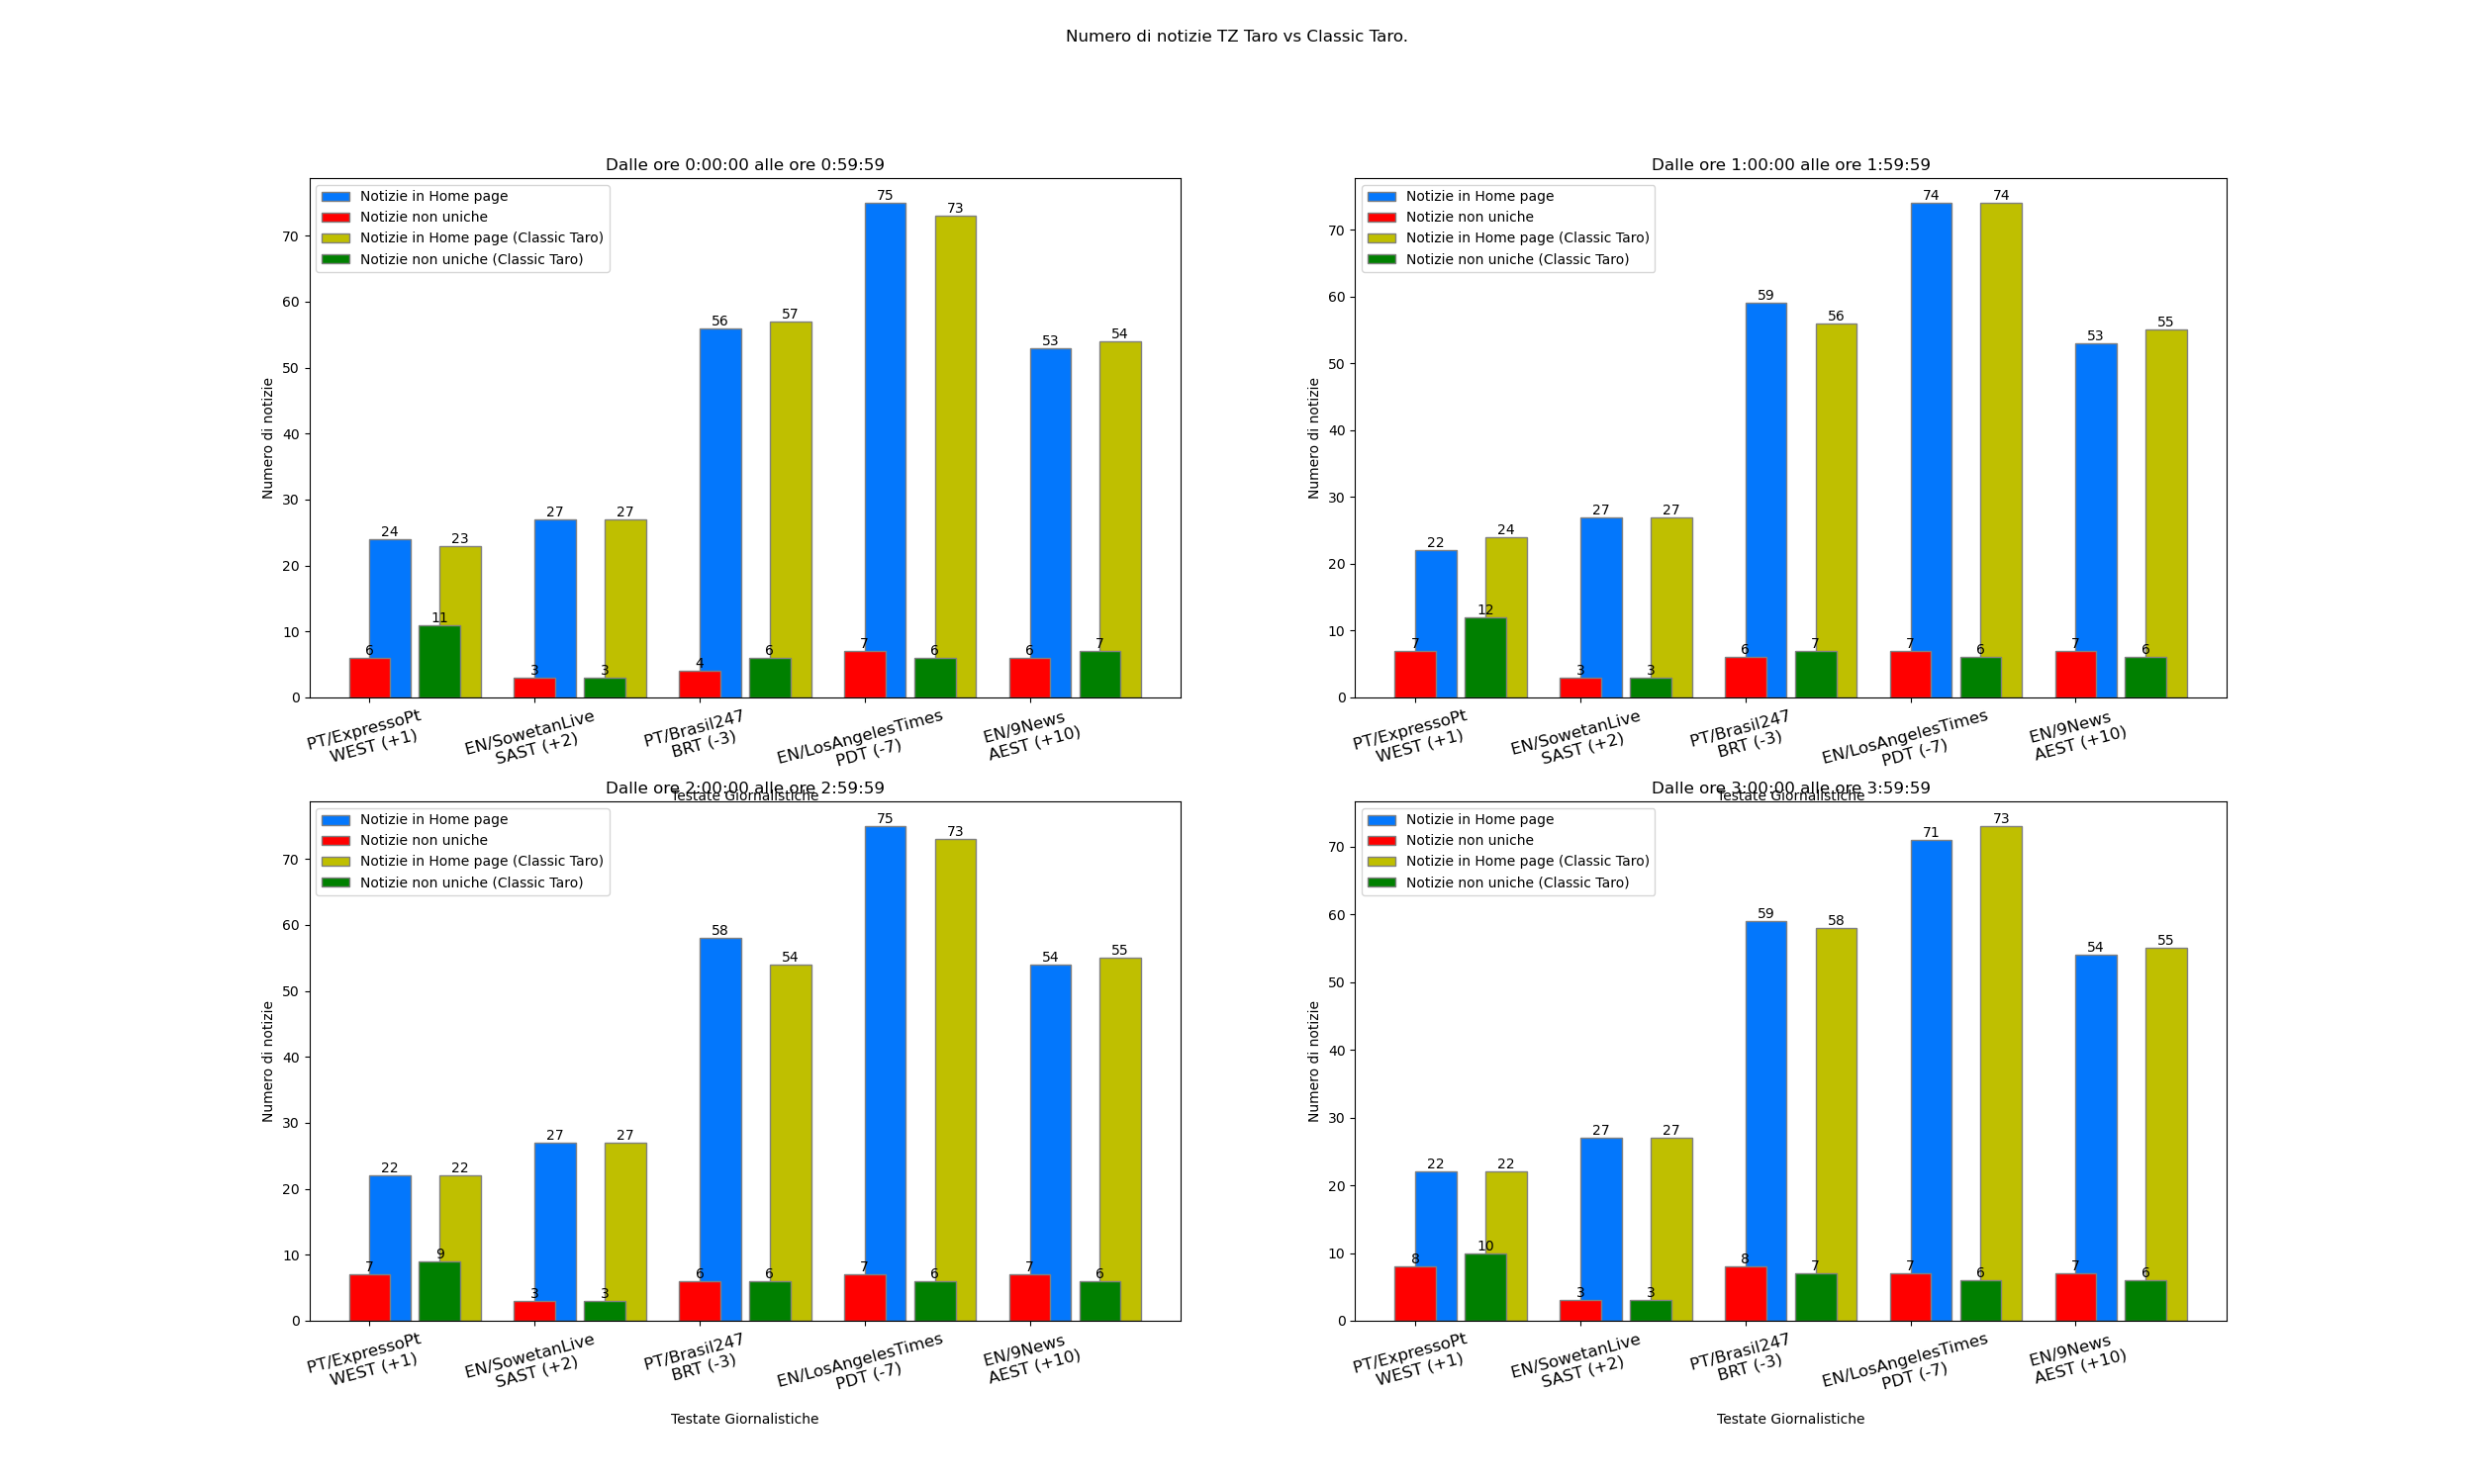 Numero di notizie TZ Taro vs Classic Taro.
Dalle ore 0:00:00 alle ore 0:59:59
Notizie in Home page
Notizie non uniche
Notizie in Home page (Classic Taro)
Notizie non uniche (Classic Taro)
Numero di notizie
70
60
50
40
30
20
10
0
24
23
6
11
27
27
3
3
56
57
4
6
75
73
7
6
53
54
6
7
PT/ExpressoPt
WEST (+1)
EN/SowetanLive
SAST (+2)
PT/Brasil247
BRT (-3)
EN/LosAngelesTimes
PDT (-7)
EN/9News
AEST (+10)
Testate Giornalistiche
Dalle ore 1:00:00 alle ore 1:59:59
Notizie in Home page
Notizie non uniche
Notizie in Home page (Classic Taro)
Notizie non uniche (Classic Taro)
Numero di notizie
70
60
50
40
30
20
10
0
22
24
7
12
27
27
3
3
59
56
6
7
74
74
7
6
53
55
7
6
PT/ExpressoPt
WEST (+1)
EN/SowetanLive
SAST (+2)
PT/Brasil247
BRT (-3)
EN/LosAngelesTimes
PDT (-7)
EN/9News
AEST (+10)
Testate Giornalistiche
Dalle ore 2:00:00 alle ore 2:59:59
Notizie in Home page
Notizie non uniche
Notizie in Home page (Classic Taro)
Notizie non uniche (Classic Taro)
Numero di notizie
70
60
50
40
30
20
10
0
22
22
7
9
27
27
3
3
58
54
6
6
75
73
7
6
54
55
7
6
PT/ExpressoPt
WEST (+1)
EN/SowetanLive
SAST (+2)
PT/Brasil247
BRT (-3)
EN/LosAngelesTimes
PDT (-7)
EN/9News
AEST (+10)
Testate Giornalistiche
Dalle ore 3:00:00 alle ore 3:59:59
Notizie in Home page
Notizie non uniche
Notizie in Home page (Classic Taro)
Notizie non uniche (Classic Taro)
Numero di notizie
70
60
50
40
30
20
10
0
22
22
8
10
27
27
3
3
59
58
8
7
71
73
7
6
54
55
7
6
PT/ExpressoPt
WEST (+1)
EN/SowetanLive
SAST (+2)
PT/Brasil247
BRT (-3)
EN/LosAngelesTimes
PDT (-7)
EN/9News
AEST (+10)
Testate Giornalistiche